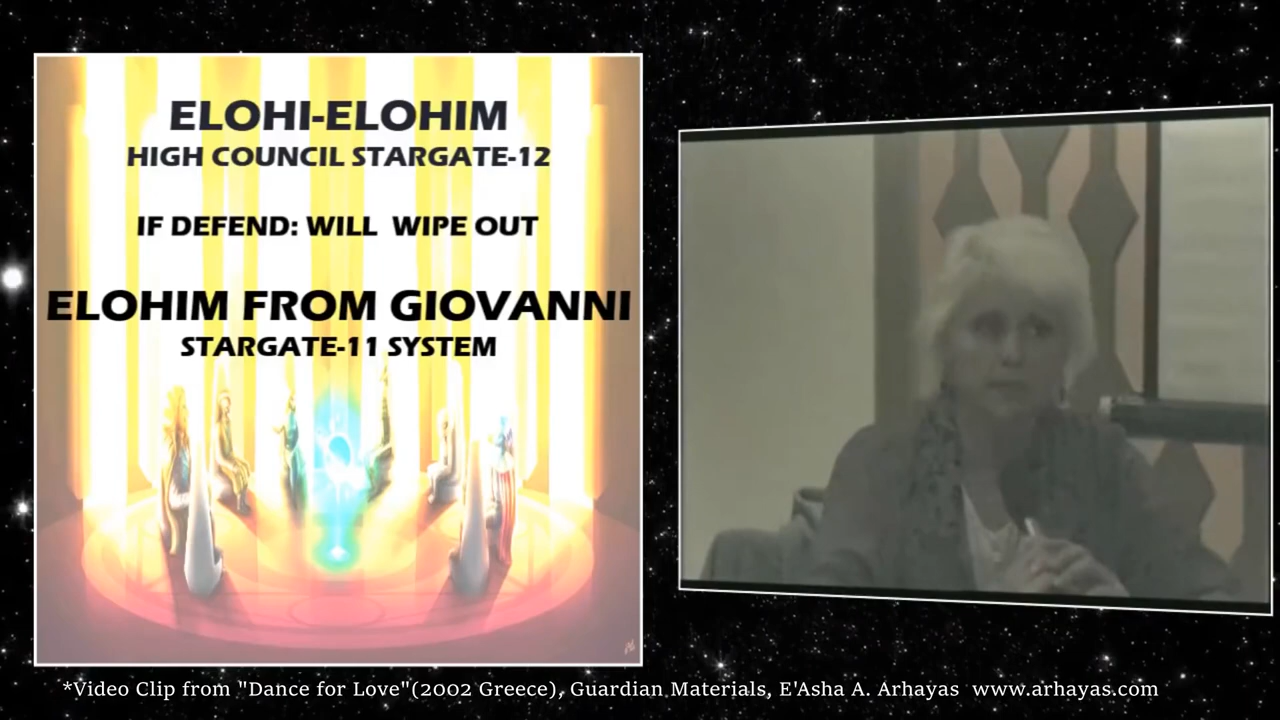 ELOHI-ELOHIM
HIGH COUNCIL STARGATE-12
IF DEFEND: WILL WIPE OUT
ELOHIM FROM GIOVANNI
STARGATE-11 SYSTEM
*Video Clip from "Dance for Love"(2002 Greece), Guardian Materials, E'Asha A. Arhayas www.arhayas.com